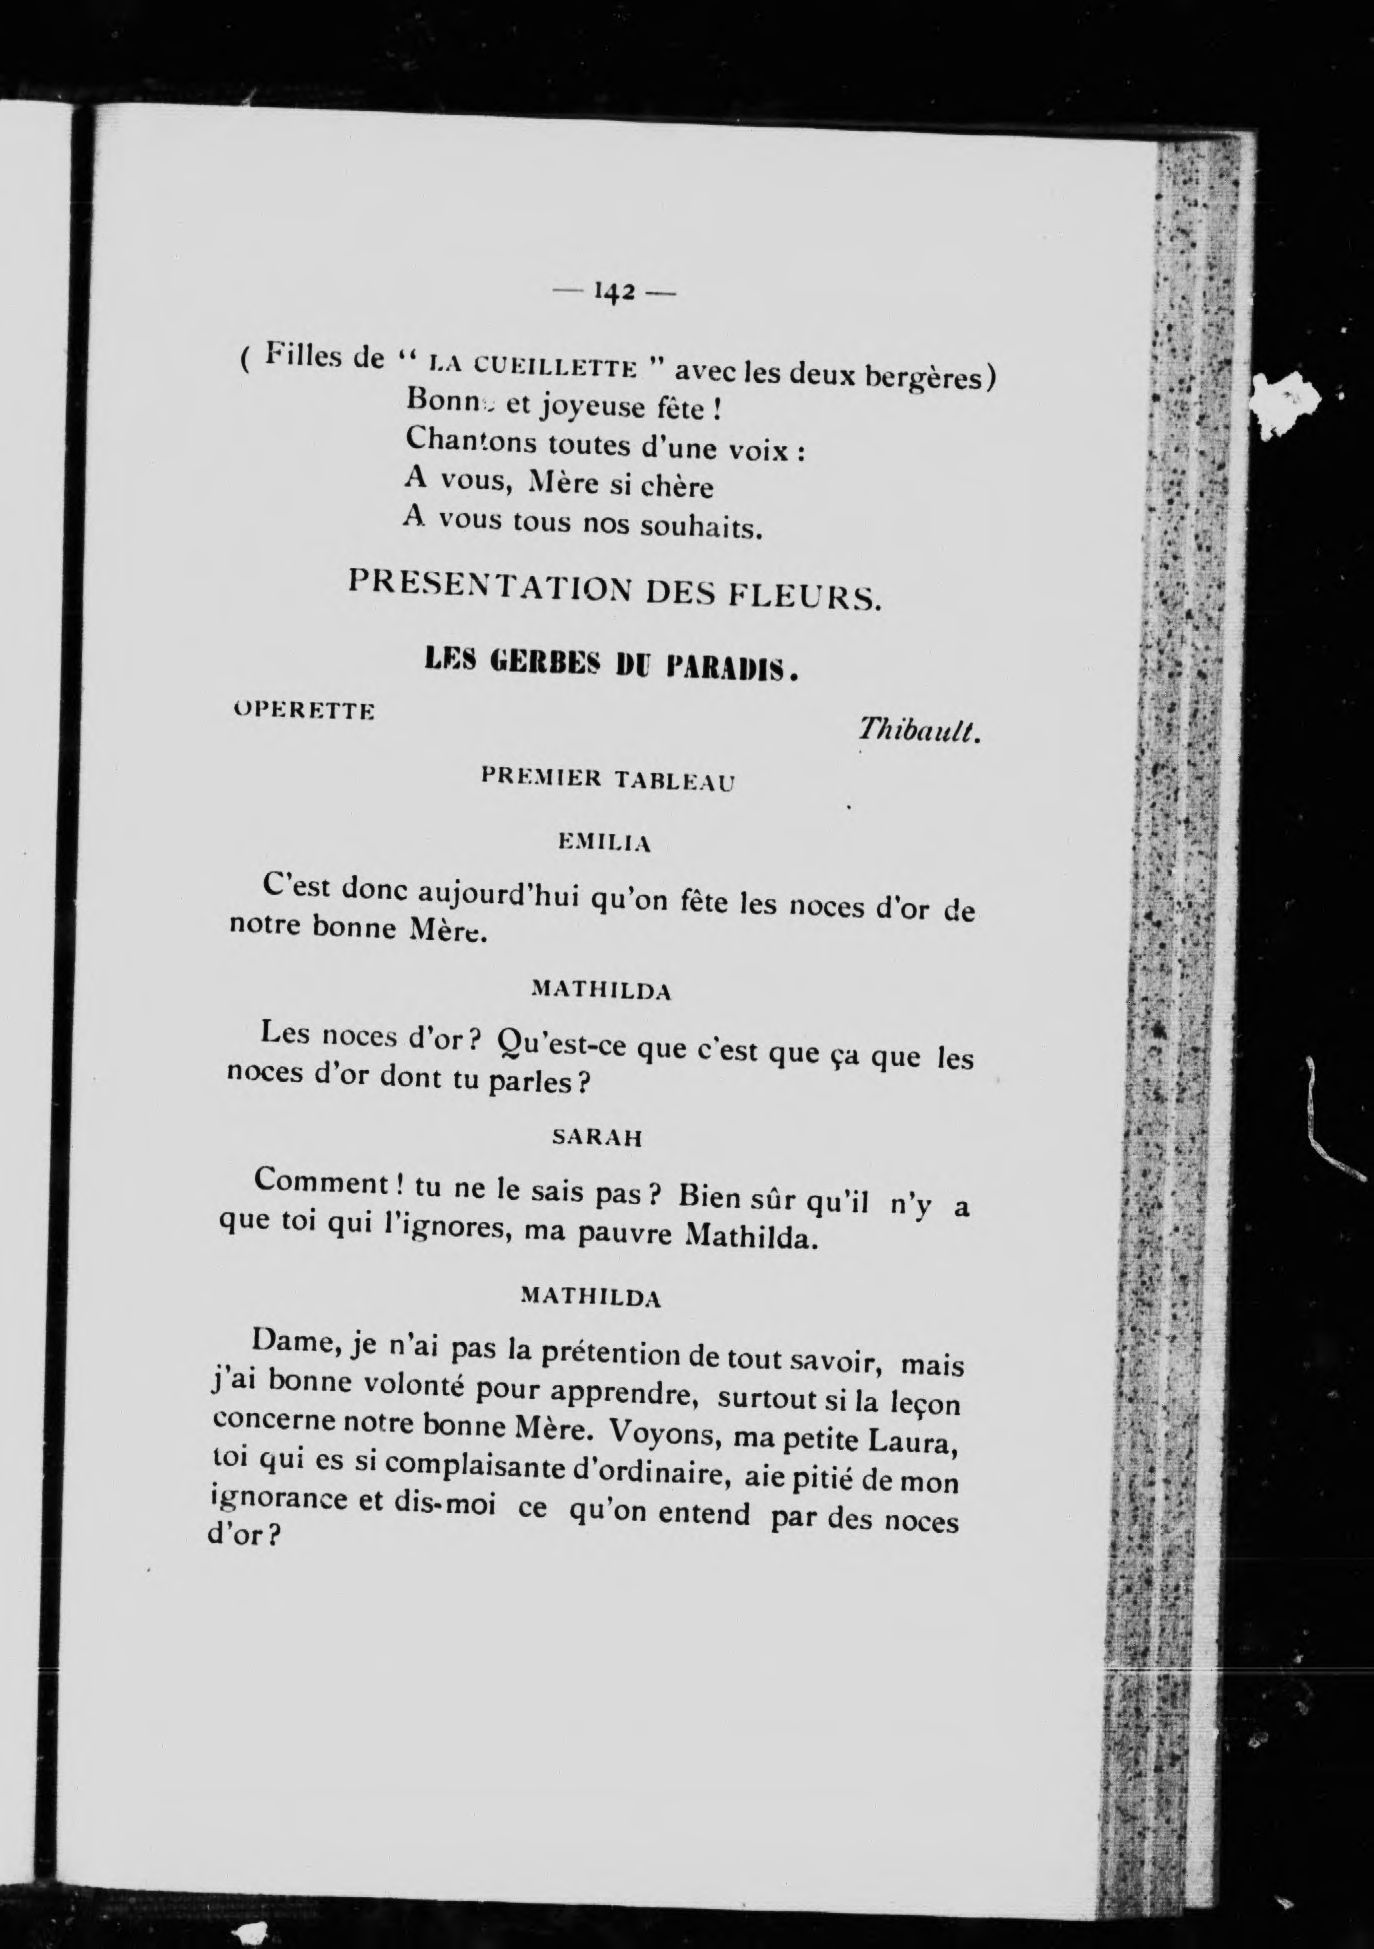 — 142 —
( Filles de “ LA CUEILLETTE ” avec les deux bergères)
Bonne et joyeuse fête !
Chantons toutes d'une voix :
A vous, Mère si chère
A vous tous nos souhaits.
PRESENTATION DES FLEURS.
LES GERBES DU PARADIS.
OPERETTE
Thibault.
PREMIER TABLEAU
EMILIA
C'est donc aujourd'hui qu'on fête les noces d'or de
notre bonne Mère.
MATHILDA
Les noces d'or? Qu'est-ce que c'est que ça que les
noces d'or dont tu parles?
SARAH
Comment! tu ne le sais pas? Bien sûr qu'il n'y a
que toi qui l'ignores, ma pauvre Mathilda.
MATHILDA
Dame, je n'ai pas la prétention de tout savoir, mais
j'ai bonne volonté pour apprendre, surtout si la leçon
concerne notre bonne Mère. Voyons, ma petite Laura,
toi qui es si complaisante d'ordinaire, aie pitié de mon
ignorance et dis-moi ce qu'on entend par des noces
d'or?